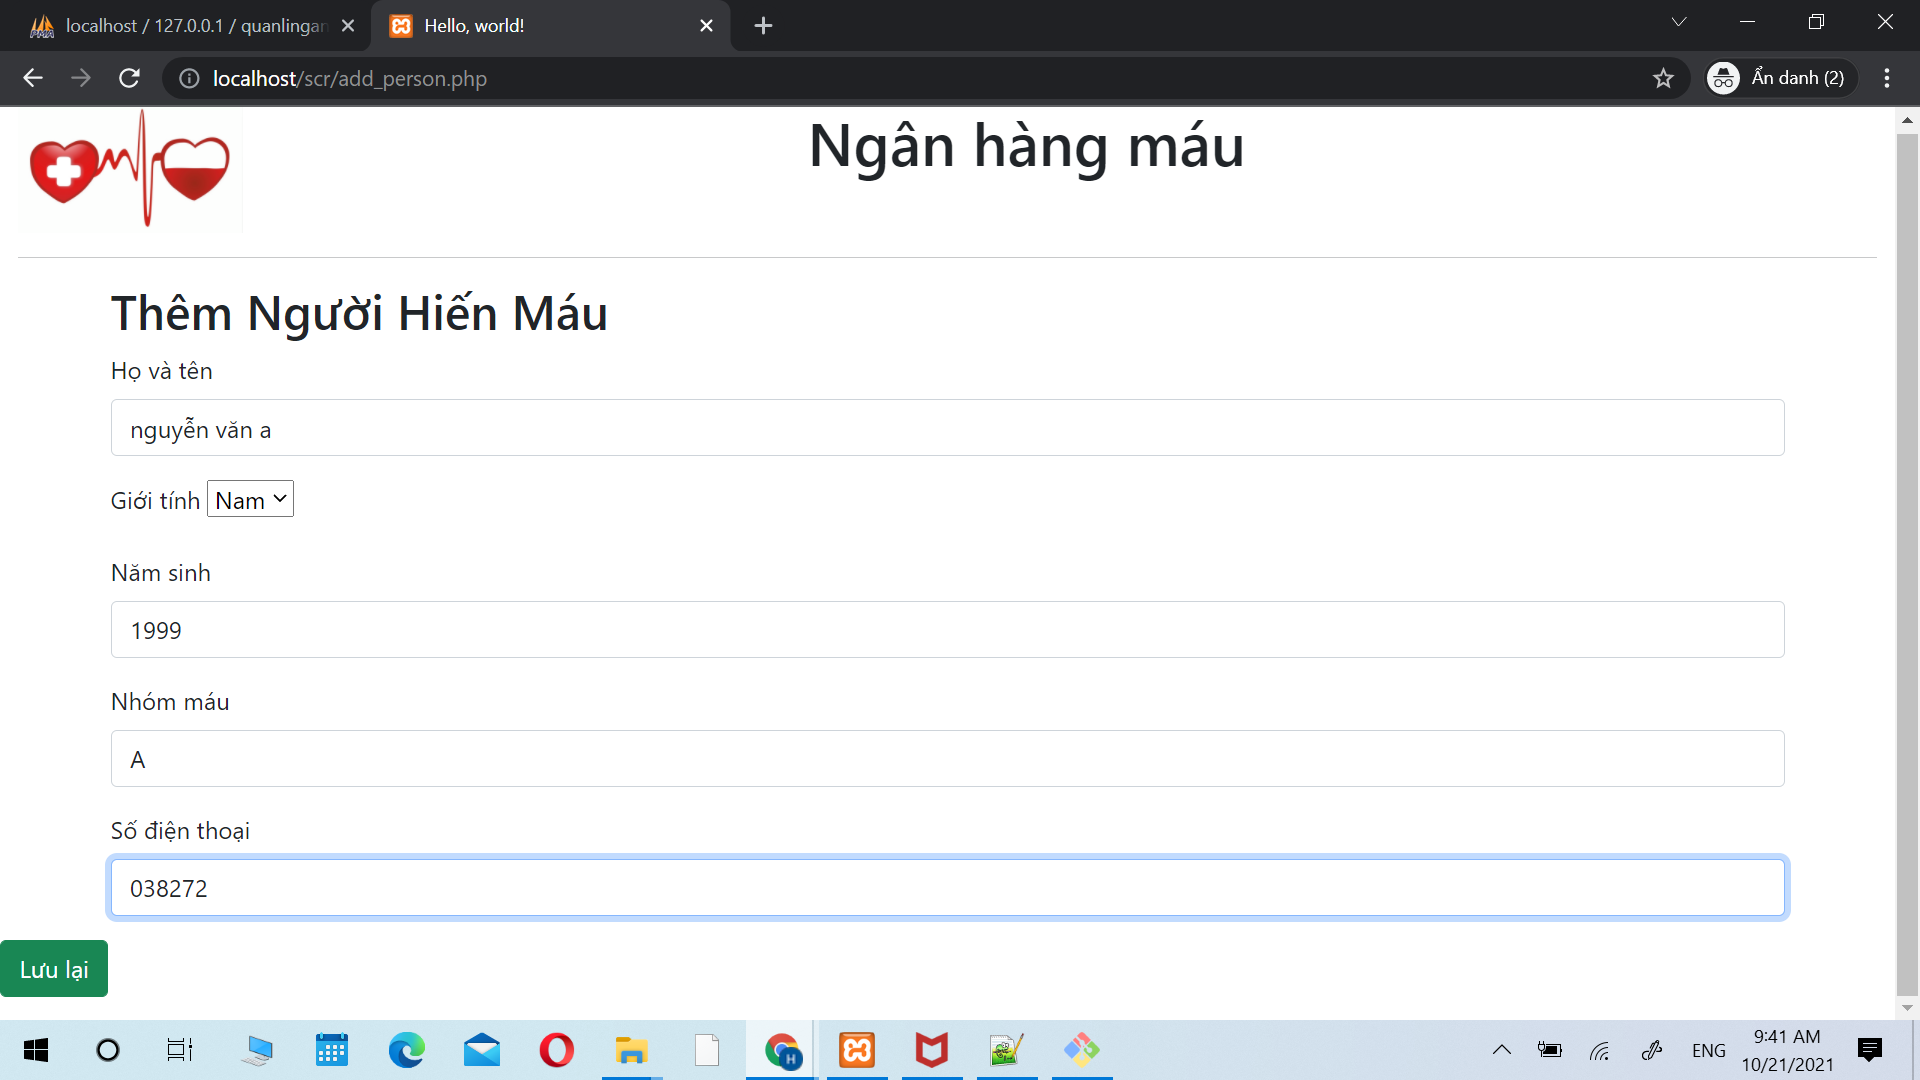 localhost / 127.0.0.1 / quanlingan
Hello, world!
localhost/scr/add_person.php
Ẩn danh (2)
Ngân hàng máu
Thêm Người Hiến Máu
Họ và tên
nguyễn văn a
Giới tính Nam
Năm sinh
1999
Nhóm máu
A
Số điện thoại
038272
Lưu lại
ENG
9:41 AM
10/21/2021